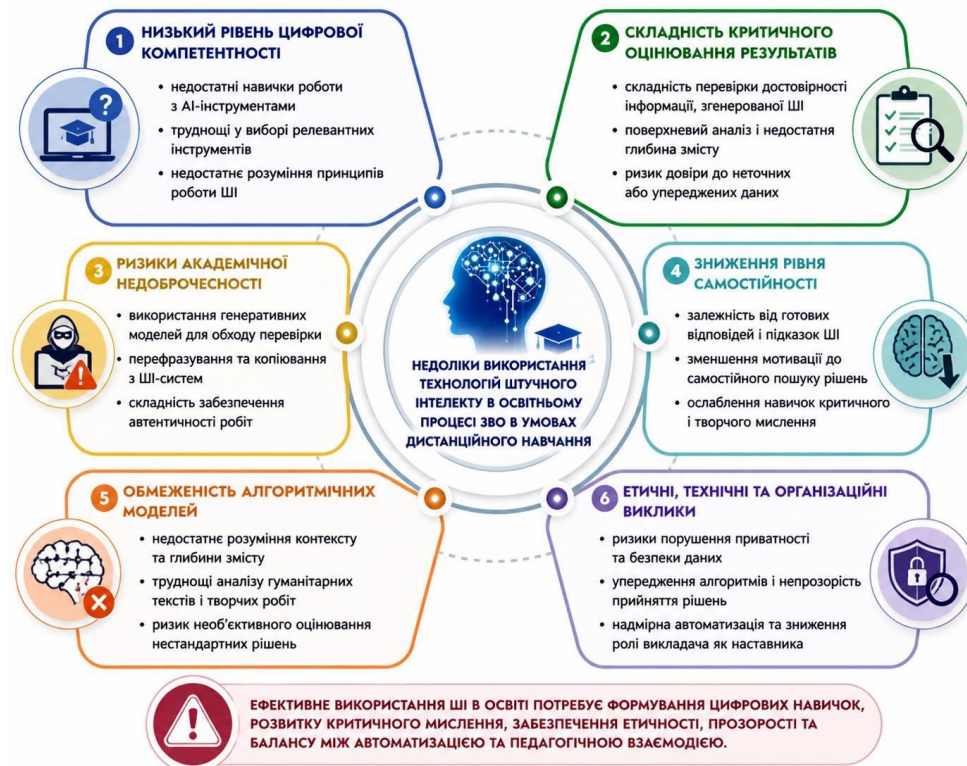 1 НИЗЬКИЙ РІВЕНЬ ЦИФРОВОЇ
КОМПЕТЕНТНОСТІ
?
• недостатні навички роботи
з AI-інструментами
• труднощі у виборі релевантних
інструментів
• недостатнє розуміння принципів
роботи ШІ
2 СКЛАДНІСТЬ КРИТИЧНОГО
ОЦІНЮВАННЯ РЕЗУЛЬТАТІВ
• складність перевірки достовірності
інформації, згенерованої ШІ
• поверхневий аналіз і недостатня
глибина змісту
• ризик довіри до неточних
або упереджених даних
3 РИЗИКИ АКАДЕМІЧНОЇ
НЕДОБРОЧЕСНОСТІ
• використання генеративних
моделей для обходу перевірки
• перефразування та копіювання
з ШІ-систем
• складність забезпечення
автентичності робіт
НЕДОЛІКИ ВИКОРИСТАННЯ
ТЕХНОЛОГІЙ ШТУЧНОГО
ІНТЕЛЕКТУ В ОСВІТНЬОМУ
ПРОЦЕСІ ЗВО В УМОВАХ
ДИСТАНЦІЙНОГО НАВЧАННЯ
4 ЗНИЖЕННЯ РІВНЯ
САМОСТІЙНОСТІ
• залежність від готових
відповідей і підказок ШІ
• зменшення мотивації до
самостійного пошуку рішень
• ослаблення навичок критичного
і творчого мислення
5 ОБМЕЖЕНІСТЬ АЛГОРИТМІЧНИХ
МОДЕЛЕЙ
• недостатнє розуміння контексту
та глибини змісту
• труднощі аналізу гуманітарних
текстів і творчих робіт
• ризик необ'єктивного оцінювання
нестандартних рішень
6 ЕТИЧНІ, ТЕХНІЧНІ ТА ОРГАНІЗАЦІЙНІ
ВИКЛИКИ
• ризики порушення приватності
та безпеки даних
• упередження алгоритмів і непрозорість
прийняття рішень
• надмірна автоматизація та зниження
ролі викладача як наставника
ЕФЕКТИВНЕ ВИКОРИСТАННЯ ШІ В ОСВІТІ ПОТРЕБУЄ ФОРМУВАННЯ ЦИФРОВИХ НАВИЧОК,
РОЗВИТКУ КРИТИЧНОГО МИСЛЕННЯ, ЗАБЕЗПЕЧЕННЯ ЕТИЧНОСТІ, ПРОЗОРОСТІ ТА
БАЛАНСУ МІЖ АВТОМАТИЗАЦІЄЮ ТА ПЕДАГОГІЧНОЮ ВЗАЄМОДІЄЮ.